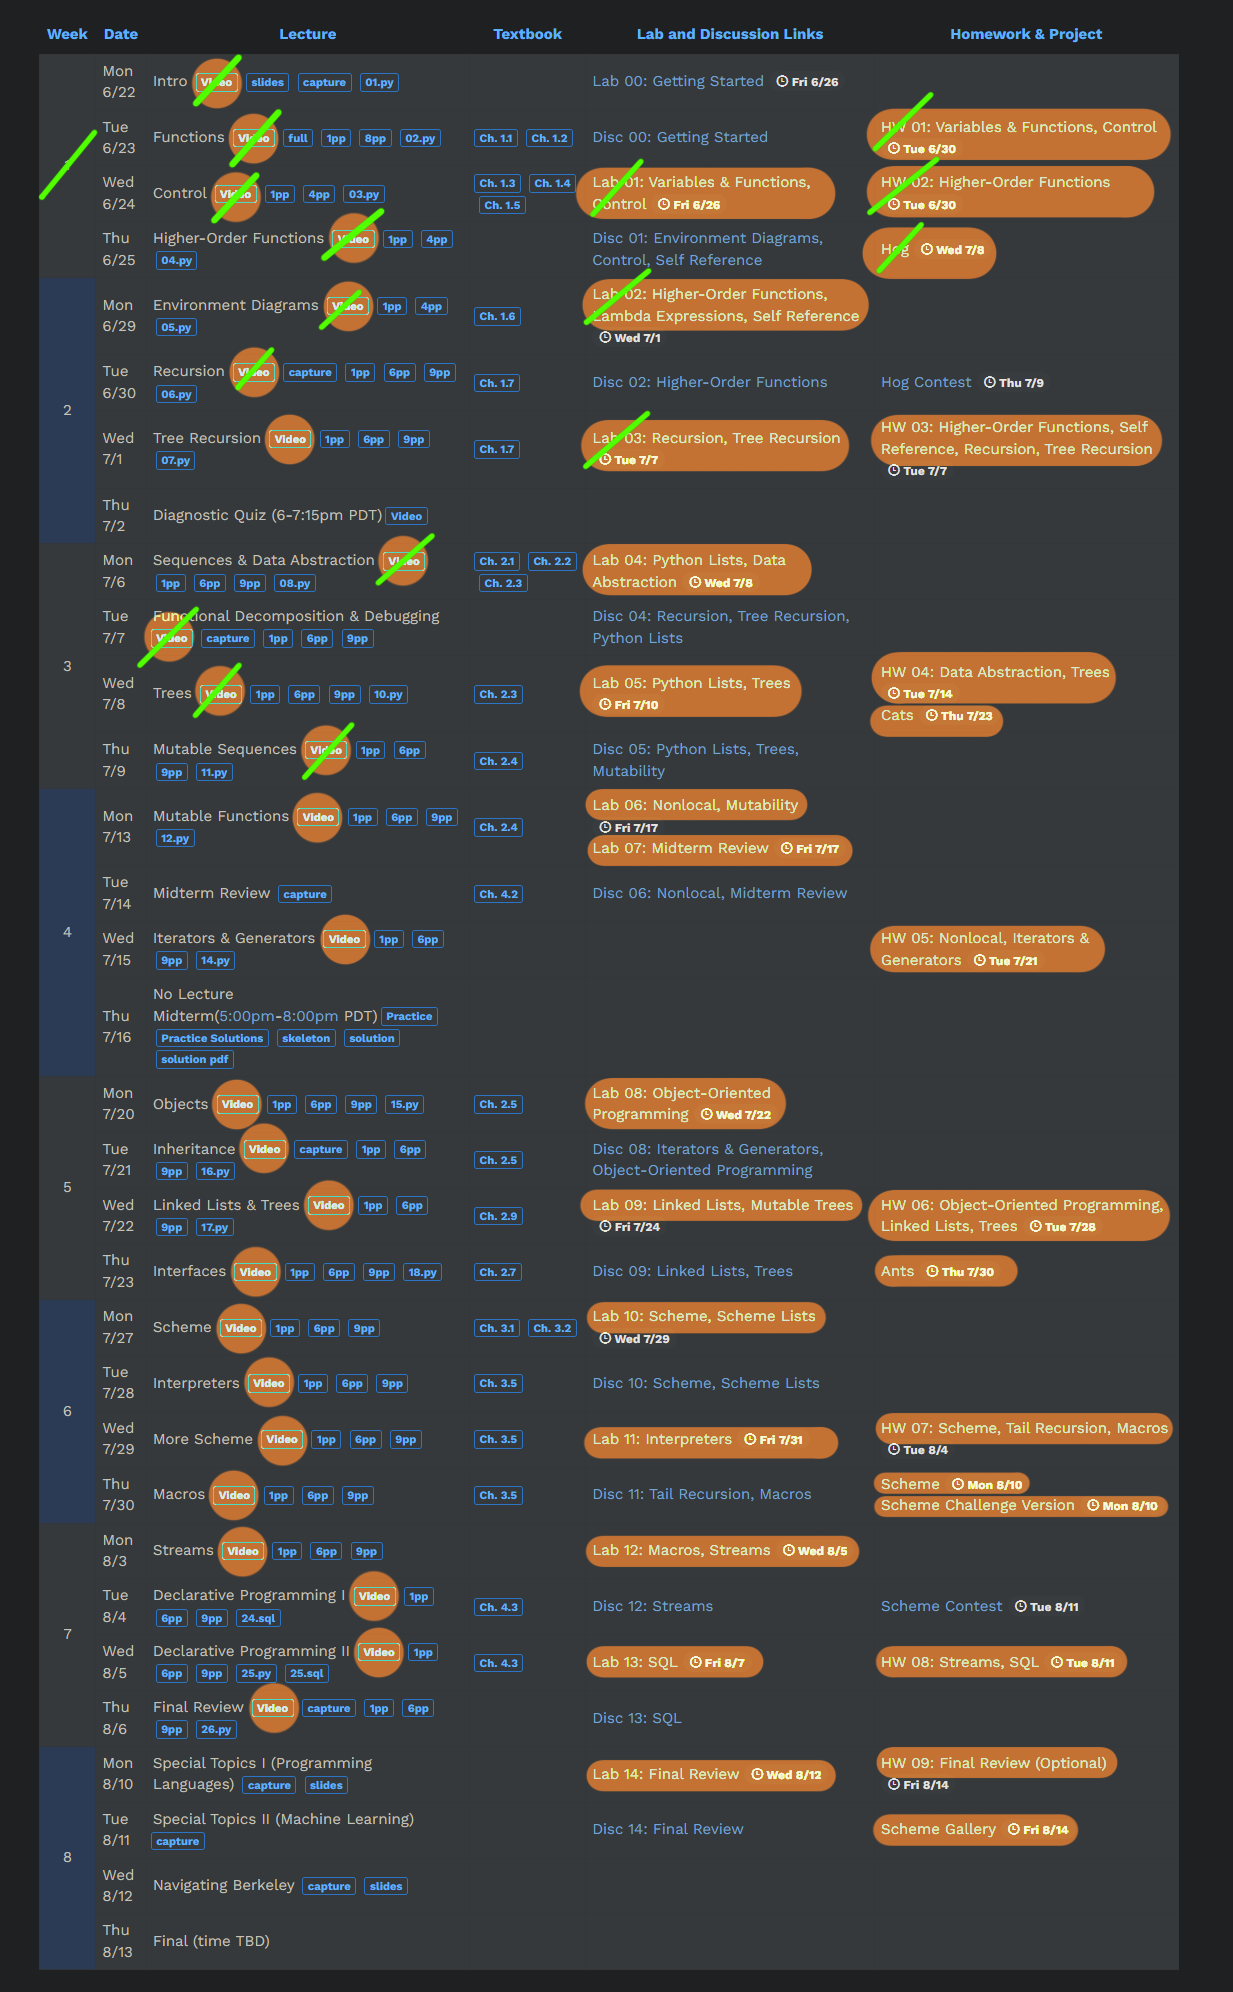 Week Date Lecture Textbook Lab and Discussion Links Homework & Project
Mon
6/22
Intro Video slides capture 01.py
Lab 00: Getting Started Fri 6/26
Tue
6/23
Functions Video full 1pp 8pp 02.py
Ch. 1.1 Ch. 1.2
Disc 00: Getting Started
HW 01: Variables & Functions, Control
Tue 6/30
Wed
6/24
Control Video 1pp 4pp 03.py
Ch. 1.3 Ch. 1.4
Ch. 1.5
Lab 01: Variables & Functions,
Control Fri 6/26
HW 02: Higher-Order Functions
Tue 6/30
Thu
6/25
Higher-Order Functions Video 1pp 4pp
04.py
Disc 01: Environment Diagrams,
Control, Self Reference
Hog Wed 7/8
2
Mon
6/29
Environment Diagrams Video 1pp 4pp
05.py
Ch. 1.6
Lab 02: Higher-Order Functions,
Lambda Expressions, Self Reference
Wed 7/1
Tue
6/30
Recursion Video capture 1pp 6pp 9pp
06.py
Ch. 1.7
Disc 02: Higher-Order Functions
Hog Contest Thu 7/9
Wed
7/1
Tree Recursion Video 1pp 6pp 9pp
07.py
Ch. 1.7
Lab 03: Recursion, Tree Recursion
Tue 7/7
HW 03: Higher-Order Functions, Self
Reference, Recursion, Tree Recursion
Tue 7/7
Thu
7/2
Diagnostic Quiz (6-7:15pm PDT) Video
3
Mon
7/6
Sequences & Data Abstraction Video
1pp 6pp 9pp 08.py
Ch. 2.1 Ch. 2.2
Ch. 2.3
Lab 04: Python Lists, Data
Abstraction Wed 7/8
Tue
7/7
Functional Decomposition & Debugging
Video capture 1pp 6pp 9pp
Disc 04: Recursion, Tree Recursion,
Python Lists
Wed
7/8
Trees Video 1pp 6pp 9pp 10.py
Ch. 2.3
Lab 05: Python Lists, Trees
Fri 7/10
HW 04: Data Abstraction, Trees
Tue 7/14
Cats Thu 7/23
Thu
7/9
Mutable Sequences Video 1pp 6pp
9pp 11.py
Ch. 2.4
Disc 05: Python Lists, Trees,
Mutability
4
Mon
7/13
Mutable Functions Video 1pp 6pp 9pp
12.py
Ch. 2.4
Lab 06: Nonlocal, Mutability
Fri 7/17
Lab 07: Midterm Review Fri 7/17
Tue
7/14
Midterm Review capture
Ch. 4.2
Disc 06: Nonlocal, Midterm Review
Wed
7/15
Iterators & Generators Video 1pp 6pp
9pp 14.py
HW 05: Nonlocal, Iterators &
Generators Tue 7/21
Thu
7/16
No Lecture
Midterm(5:00pm-8:00pm PDT) Practice
Practice Solutions skeleton solution
solution pdf
5
Mon
7/20
Objects Video 1pp 6pp 9pp 15.py
Ch. 2.5
Lab 08: Object-Oriented
Programming Wed 7/22
Tue
7/21
Inheritance Video capture 1pp 6pp
9pp 16.py
Ch. 2.5
Disc 08: Iterators & Generators,
Object-Oriented Programming
Wed
7/22
Linked Lists & Trees Video 1pp 6pp
9pp 17.py
Ch. 2.9
Lab 09: Linked Lists, Mutable Trees
Fri 7/24
HW 06: Object-Oriented Programming,
Linked Lists, Trees Tue 7/28
Thu
7/23
Interfaces Video 1pp 6pp 9pp 18.py
Ch. 2.7
Disc 09: Linked Lists, Trees
Ants Thu 7/30
6
Mon
7/27
Scheme Video 1pp 6pp 9pp
Ch. 3.1 Ch. 3.2
Lab 10: Scheme, Scheme Lists
Wed 7/29
Tue
7/28
Interpreters Video 1pp 6pp 9pp
Ch. 3.5
Disc 10: Scheme, Scheme Lists
Wed
7/29
More Scheme Video 1pp 6pp 9pp
Ch. 3.5
Lab 11: Interpreters Fri 7/31
HW 07: Scheme, Tail Recursion, Macros
Tue 8/4
Thu
7/30
Macros Video 1pp 6pp 9pp
Ch. 3.5
Disc 11: Tail Recursion, Macros
Scheme Mon 8/10
Scheme Challenge Version Mon 8/10
7
Mon
8/3
Streams Video 1pp 6pp 9pp
Lab 12: Macros, Streams Wed 8/5
Tue
8/4
Declarative Programming I Video 1pp
6pp 9pp 24.sql
Ch. 4.3
Disc 12: Streams
Scheme Contest Tue 8/11
Wed
8/5
Declarative Programming II Video 1pp
6pp 9pp 25.py 25.sql
Ch. 4.3
Lab 13: SQL Fri 8/7
HW 08: Streams, SQL Tue 8/11
Thu
8/6
Final Review Video capture 1pp 6pp
9pp 26.py
Disc 13: SQL
8
Mon
8/10
Special Topics I (Programming
Languages) capture slides
Lab 14: Final Review Wed 8/12
HW 09: Final Review (Optional)
Fri 8/14
Tue
8/11
Special Topics II (Machine Learning)
capture
Disc 14: Final Review
Scheme Gallery Fri 8/14
Wed
8/12
Navigating Berkeley capture slides
Thu
8/13
Final (time TBD)